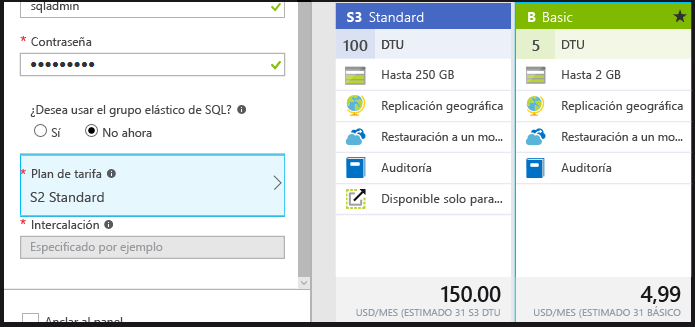 sqladmin
* Contraseña
●●●●●●●●●
¿Desea usar el grupo elástico de SQL?
Sí
No ahora
* Plan de tarifa
S2 Standard
* Intercalación
Especificado por ejemplo
Anclar al panel
S3 Standard
100 DTU
Hasta 250 GB
Replicación geográfica
Restauración a un mo...
Auditoría
Disponible solo para...
150.00
USD/MES (ESTIMADO 31 S3 DTU
B Basic
5 DTU
Hasta 2 GB
Replicación geográfica
Restauración a un mo...
Auditoría
4,99
USD/MES (ESTIMADO 31 BÁSICO